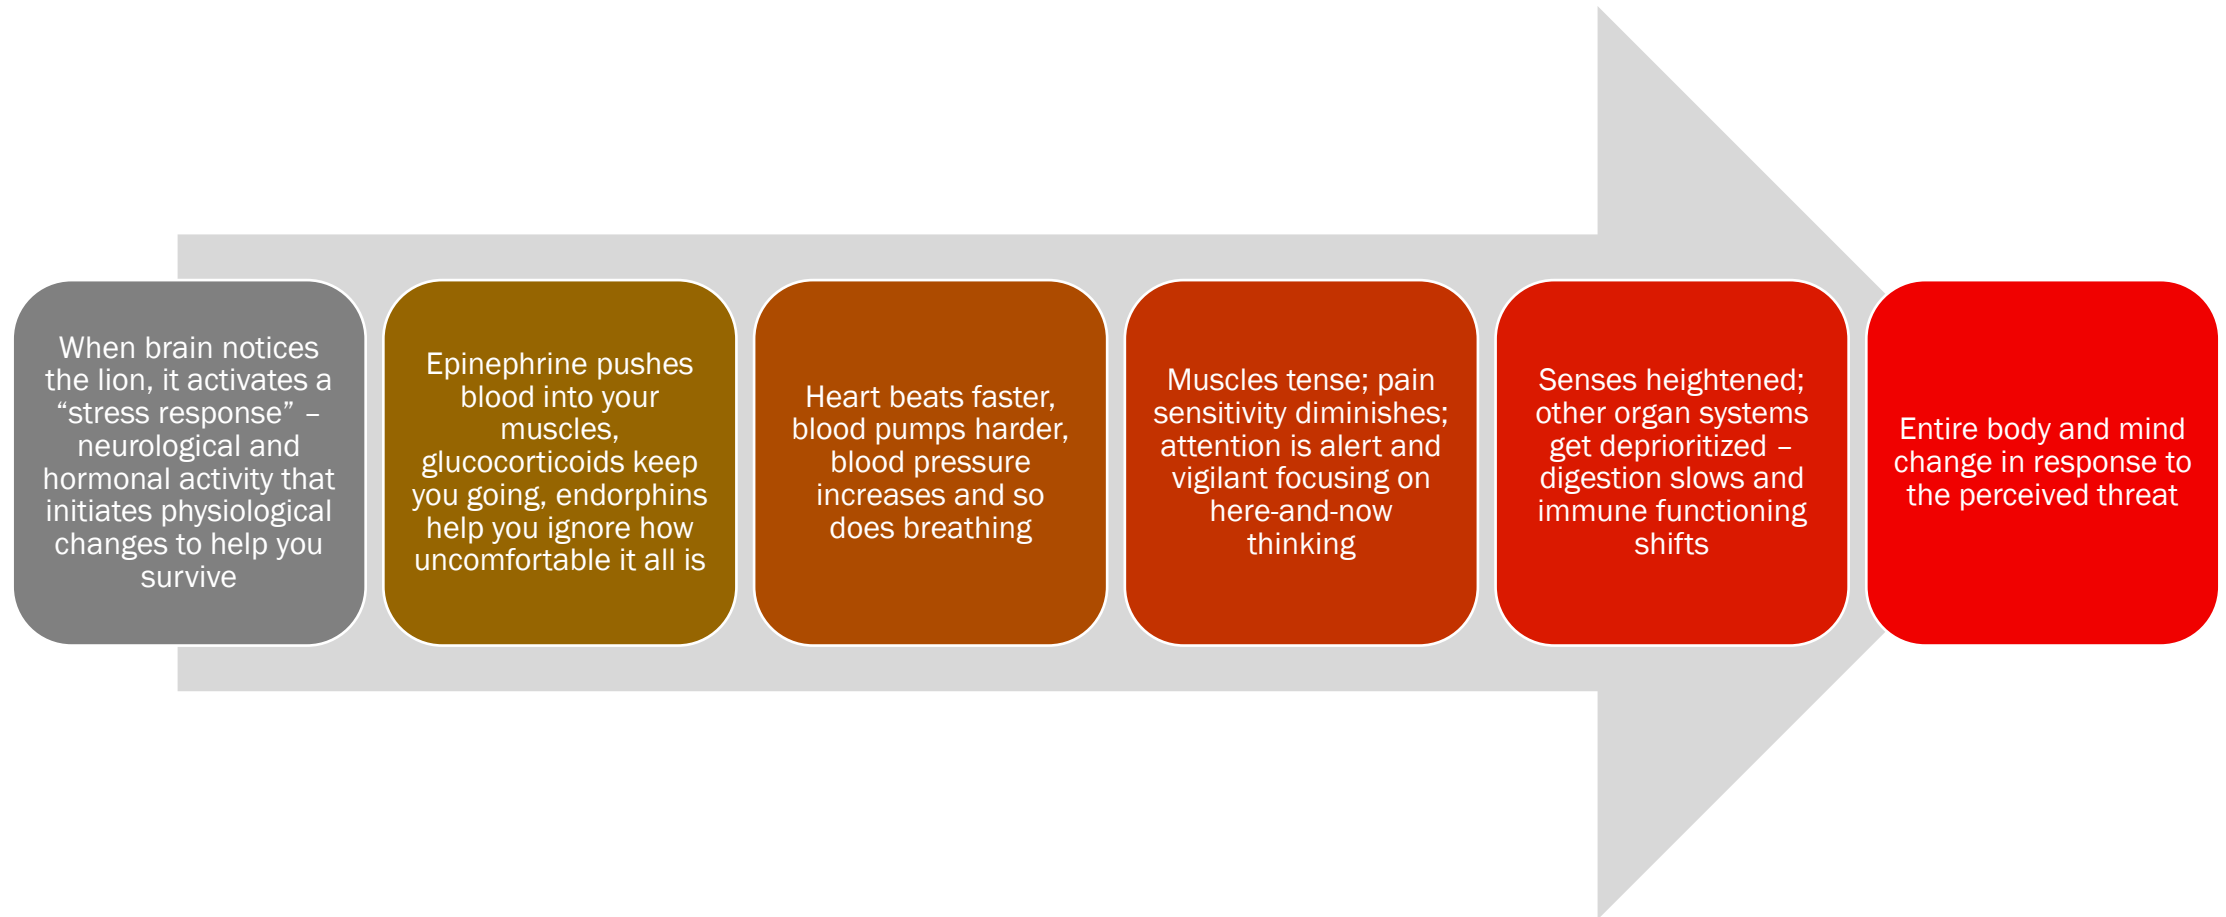 When brain notices
the lion, it activates a
“stress response” –
neurological and
hormonal activity that
initiates physiological
changes to help you
survive
Epinephrine pushes
blood into your
muscles,
glucocorticoids keep
you going, endorphins
help you ignore how
uncomfortable it all is
Heart beats faster,
blood pumps harder,
blood pressure
increases and so
does breathing
Muscles tense; pain
sensitivity diminishes;
attention is alert and
vigilant focusing on
here-and-now
thinking
Senses heightened;
other organ systems
get deprioritized –
digestion slows and
immune functioning
shifts
Entire body and mind
change in response to
the perceived threat